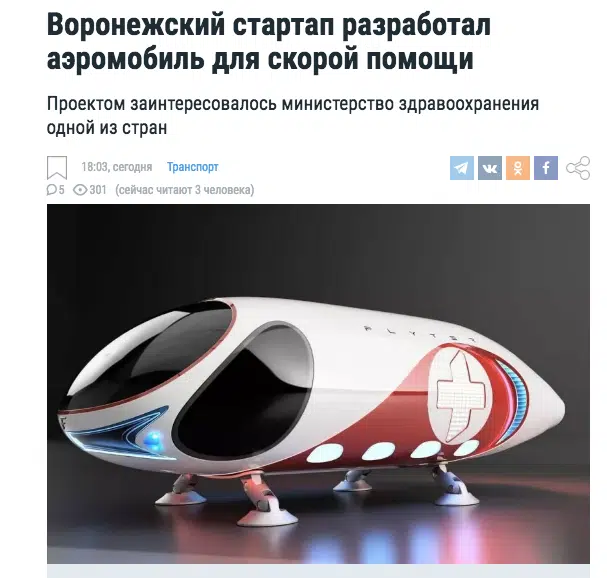 Воронежский стартап разработал
аэромобиль для скорой помощи
Проектом заинтересовалось министерство здравоохранения
одной из стран
18:03, сегодня Транспорт
5 301 (сейчас читают 3 человека)